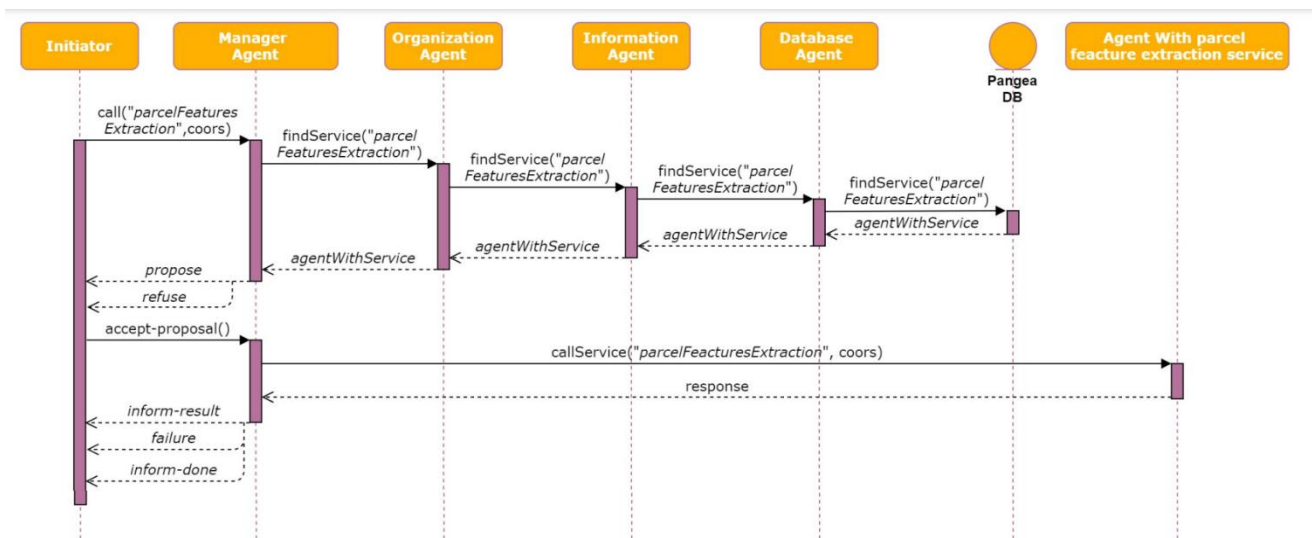 Initiator
Manager
Agent
Organization
Agent
Information
Agent
Database
Agent
Pangea
DB
Agent With parcel
feacture extraction service
call("parcelFeatures
Extraction",coors)
findService("parcel
FeaturesExtraction")
findService("parcel
FeaturesExtraction")
findService("parcel
FeaturesExtraction")
findService("parcel
FeaturesExtraction")
agentWithService
agentWithService
agentWithService
agentWithService
propose
refuse
accept-proposal()
callService("parcelFeacturesExtraction", coors)
response
inform-result
failure
inform-done